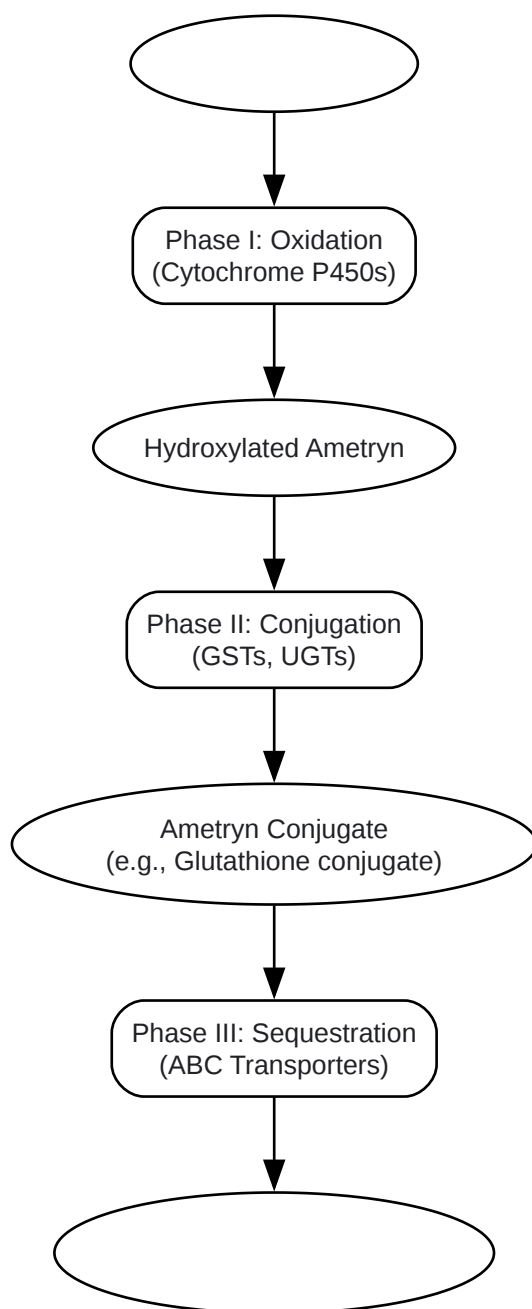 Phase I: Oxidation
(Cytochrome P450s)
Hydroxylated Ametryn
Phase II: Conjugation
(GSTs, UGTs)
Ametryn Conjugate
(e.g., Glutathione conjugate)
Phase III: Sequestration
(ABC Transporters)